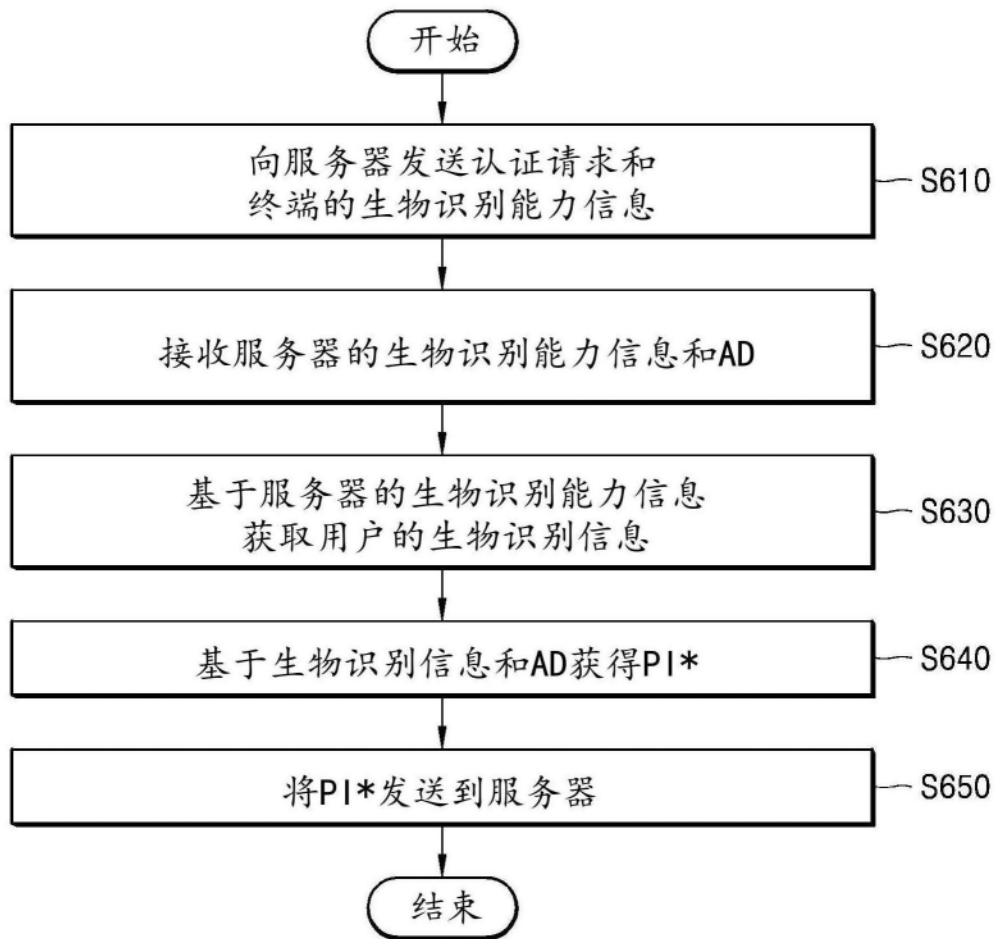 开始
向服务器发送认证请求和
终端的生物识别能力信息
S610
接收服务器的生物识别能力信息和AD
S620
基于服务器的生物识别能力信息
获取用户的生物识别信息
S630
基于生物识别信息和AD获得PI*
S640
将PI*发送到服务器
S650
结束